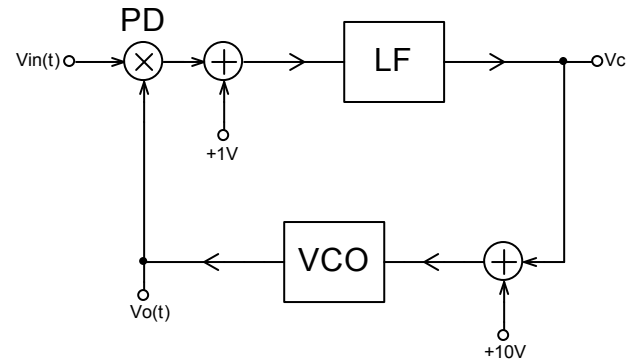 PD
Vin(t)
LF
Vc
+1V
VCO
Vo(t)
+10V